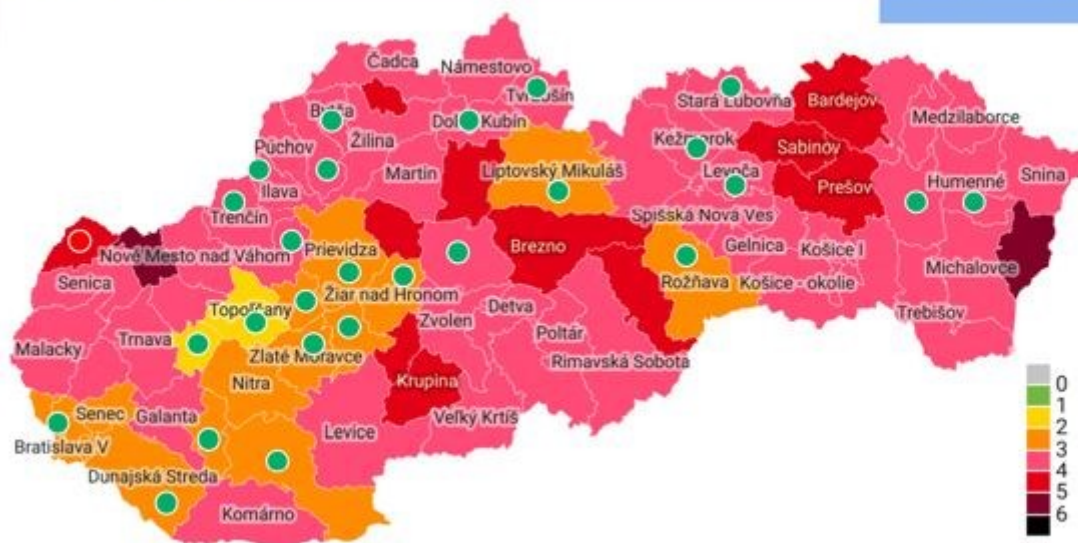 Čadca
Námestovo
Tvrdošín
Bytča
Dolný Kubín
Stará Ľubovňa
Bardejov
Medzilaborce
Púchov
Žilina
Kežmarok
Sabinov
Ilava
Martin
Liptovský Mikuláš
Levoča
Prešov
Humenné
Snina
Trenčín
Spišská Nová Ves
Nové Mesto nad Váhom
Prievidza
Brezno
Gelnica
Košice I
Michalovce
Senica
Topoľčany
Žiar nad Hronom
Detva
Rožňava
Košice - okolie
Trnava
Zvolen
Poltár
Trebišov
Malacky
Zlaté Moravce
Rimavská Sobota
Nitra
Krupina
Senec
Galanta
Levice
Veľký Krtíš
Bratislava V
Dunajská Streda
Komárno
0
1
2
3
4
5
6